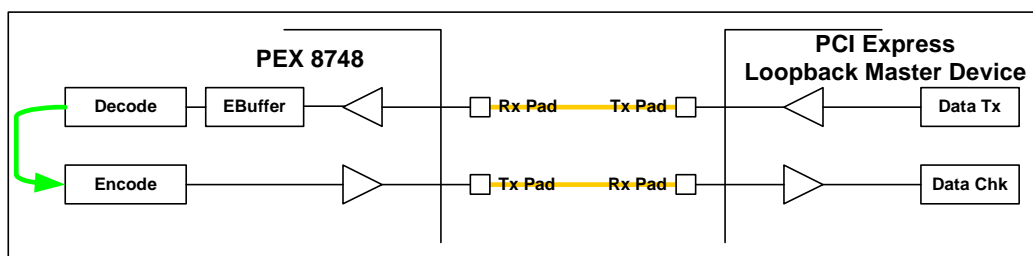 PEX 8748
PCI Express
Loopback Master Device
Decode
EBuffer
Rx Pad
Tx Pad
Data Tx
Encode
Tx Pad
Rx Pad
Data Chk